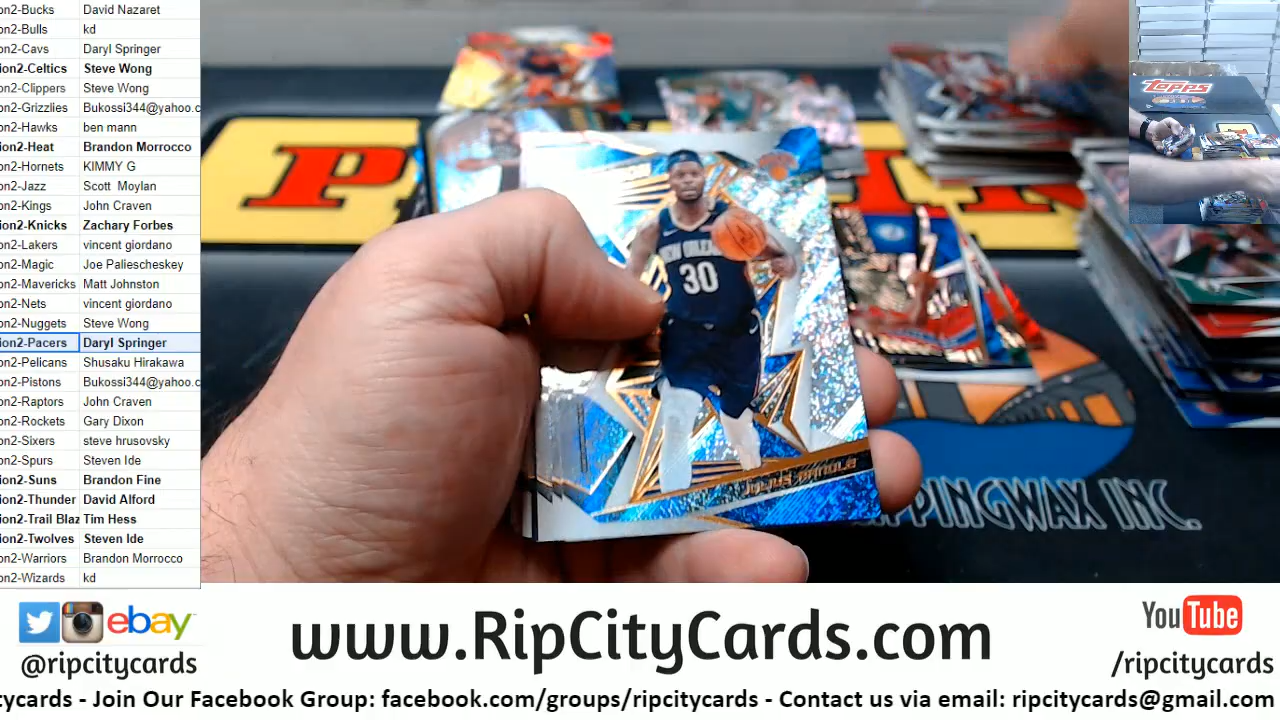 on2-Bucks David Nazaret
on2-Bulls kd
on2-Cavs Daryl Springer
ion2-Celtics Steve Wong
on2-Clippers Steve Wong
on2-Grizzlies Bukossi344@yahoo.c
on2-Hawks ben mann
ion2-Heat Brandon Morrocco
on2-Hornets KIMMY G
on2-Jazz Scott Moylan
on2-Kings John Craven
ion2-Knicks Zachary Forbes
on2-Lakers vincent giordano
on2-Magic Joe Paliescheskey
on2-Mavericks Matt Johnston
on2-Nets vincent giordano
on2-Nuggets Steve Wong
ion2-Pacers Daryl Springer
on2-Pelicans Shusaku Hirakawa
on2-Pistons Bukossi344@yahoo.c
on2-Raptors John Craven
on2-Rockets Gary Dixon
on2-Sixers steve hrusovsky
on2-Spurs Steven Ide
ion2-Suns Brandon Fine
ion2-Thunder David Alford
ion2-Trail Blaz Tim Hess
ion2-Twolves Steven Ide
on2-Warriors Brandon Morrocco
on2-Wizards kd
topps
NEW ORLEANS
30
JULIUS RANDLE
RIPPINGWAX INC.
ebay
@ripcitycards
www.RipCityCards.com
YouTube
/ripcitycards
tycards - Join Our Facebook Group: facebook.com/groups/ripcitycards - Contact us via email: ripcitycards@gmail.com